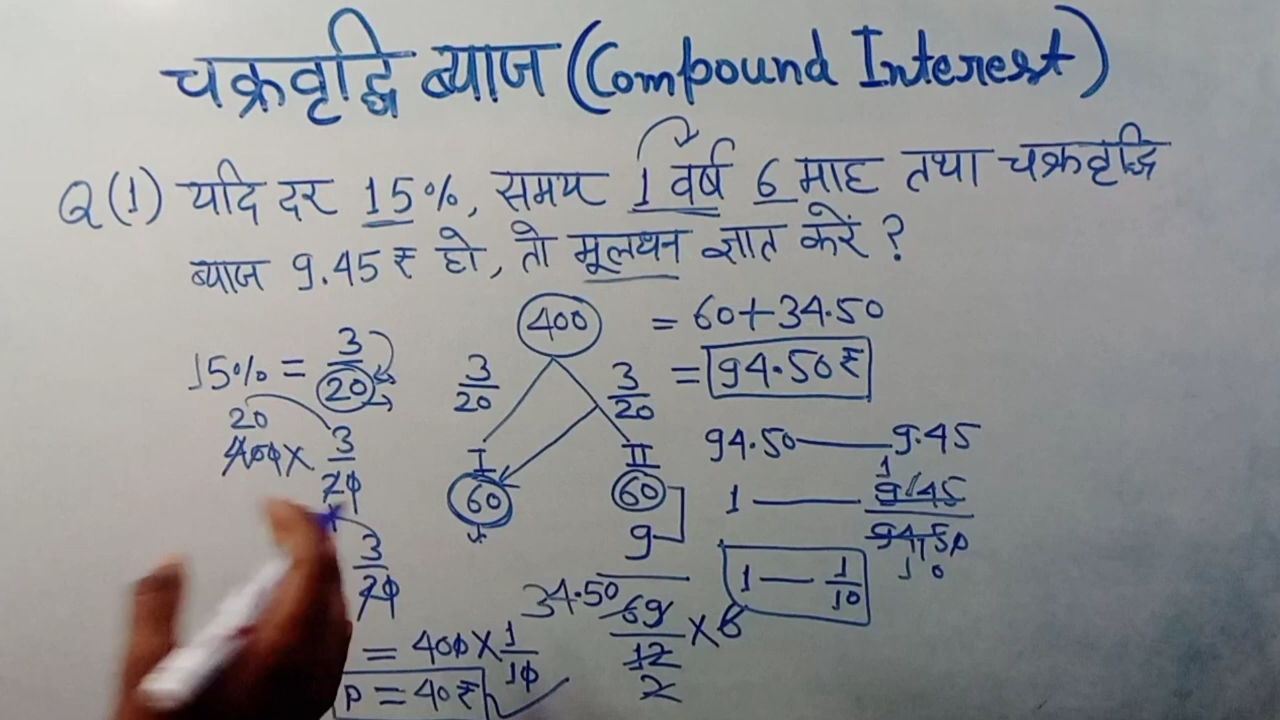 चक्रवृद्धि ब्याज (Compound Interest)
Q(1) यदि दर 15%, समय 1 वर्ष 6 माह तथा चक्रवृद्धि
ब्याज 9.45₹ हो, तो मूलधन ज्ञात करें ?
15% = 3/20
20
400 × 3/20
3/20
400
3/20 3/20
I II
60 60
9
34.50 69/12 × 6
2
= 60+34.50
= 94.50₹
94.50 — 9.45
1 — 9.45/94.50
1 — 1/10
= 400 × 1/10
P = 40₹